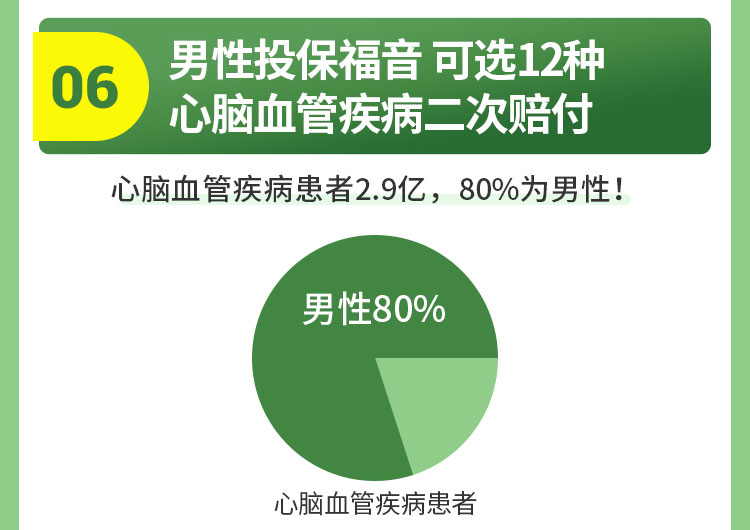 06
男性投保福音 可选12种
心脑血管疾病二次赔付
心脑血管疾病患者2.9亿，80%为男性！
男性80%
心脑血管疾病患者